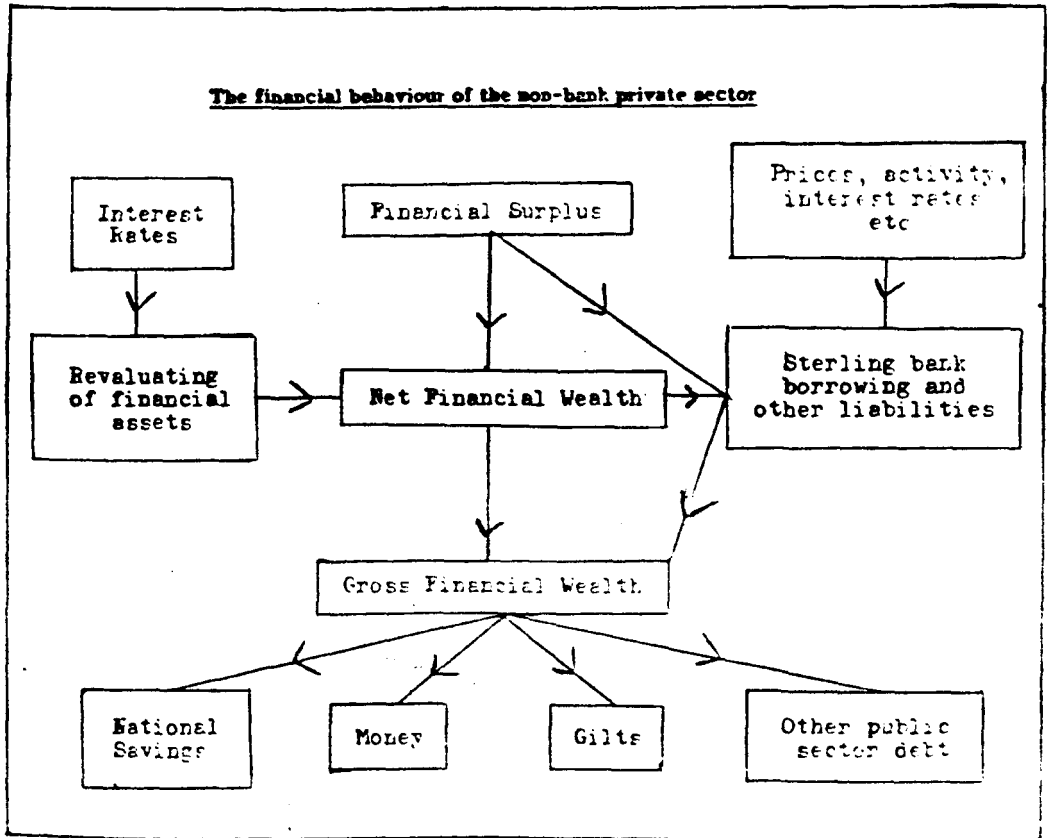 The financial behaviour of the non-bank private sector
Interest
Rates
Financial Surplus
Prices, activity,
interest rates
etc
Revaluating
of financial
assets
Net Financial Wealth
Sterling bank
borrowing and
other liabilities
Gross Financial Wealth
National
Savings
Money
Gilts
Other public
sector debt